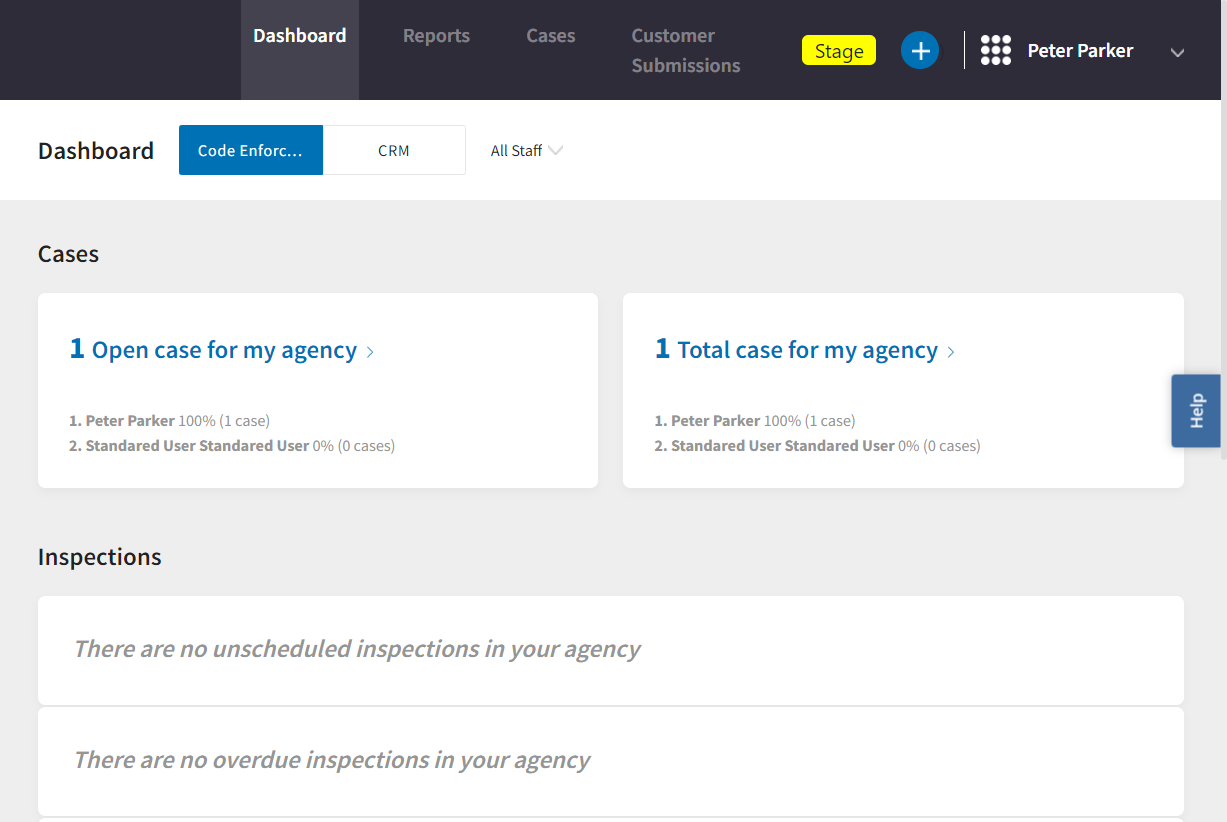 Dashboard
Reports
Cases
Customer
Submissions
Stage
Peter Parker
Dashboard
Code Enforc...
CRM
All Staff
Cases
1 Open case for my agency
1. Peter Parker 100% (1 case)
2. Standared User Standared User 0% (0 cases)
1 Total case for my agency
1. Peter Parker 100% (1 case)
2. Standared User Standared User 0% (0 cases)
Help
Inspections
There are no unscheduled inspections in your agency
There are no overdue inspections in your agency